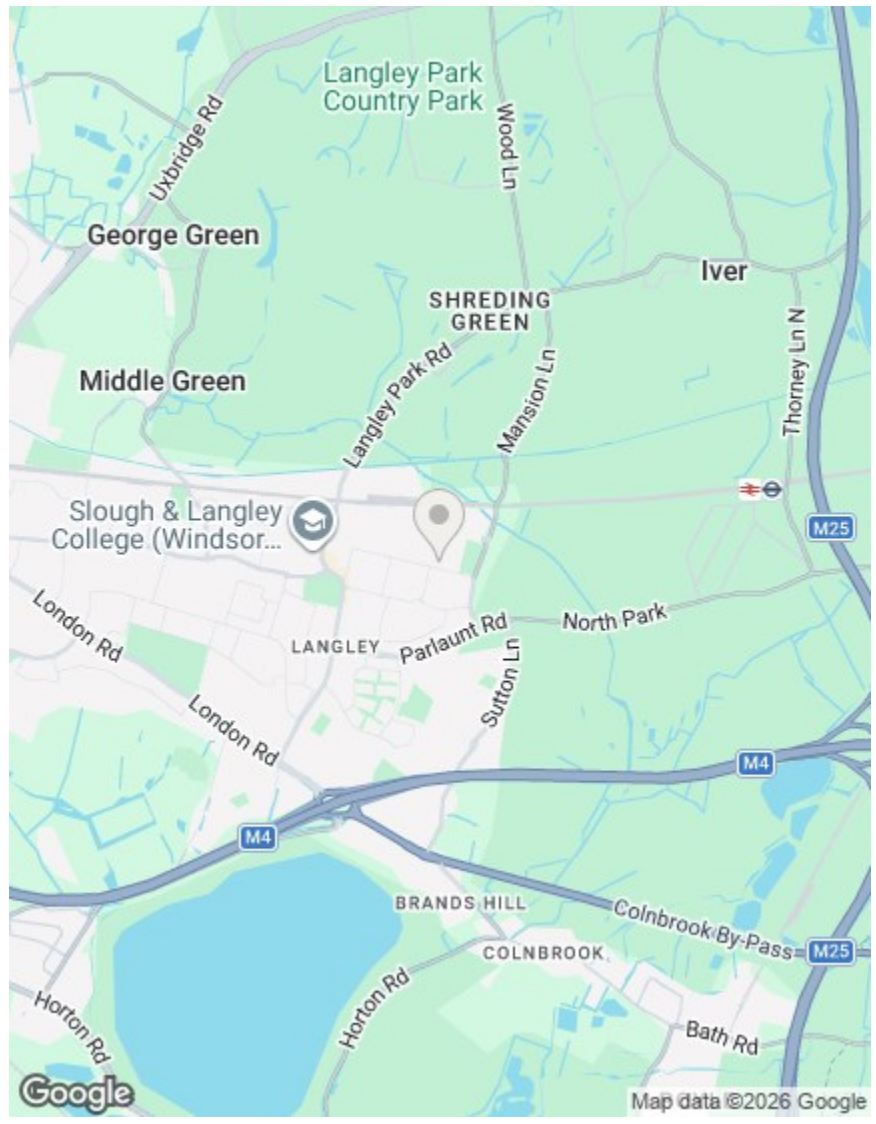 Langley Park
Country Park
Wood Ln
Uxbridge Rd
George Green
Iver
SHREDING
GREEN
Thorney Ln N
Langley Park Rd
Mansion Ln
Middle Green
Slough & Langley
College (Windsor...
M25
London Rd
North Park
Parlaunt Rd
LANGLEY
Sutton Ln
London Rd
M4
M4
BRANDS HILL
Colnbrook By-Pass
COLNBROOK
M25
Horton Rd
Horton Rd
Bath Rd
Google
Map data ©2026 Google